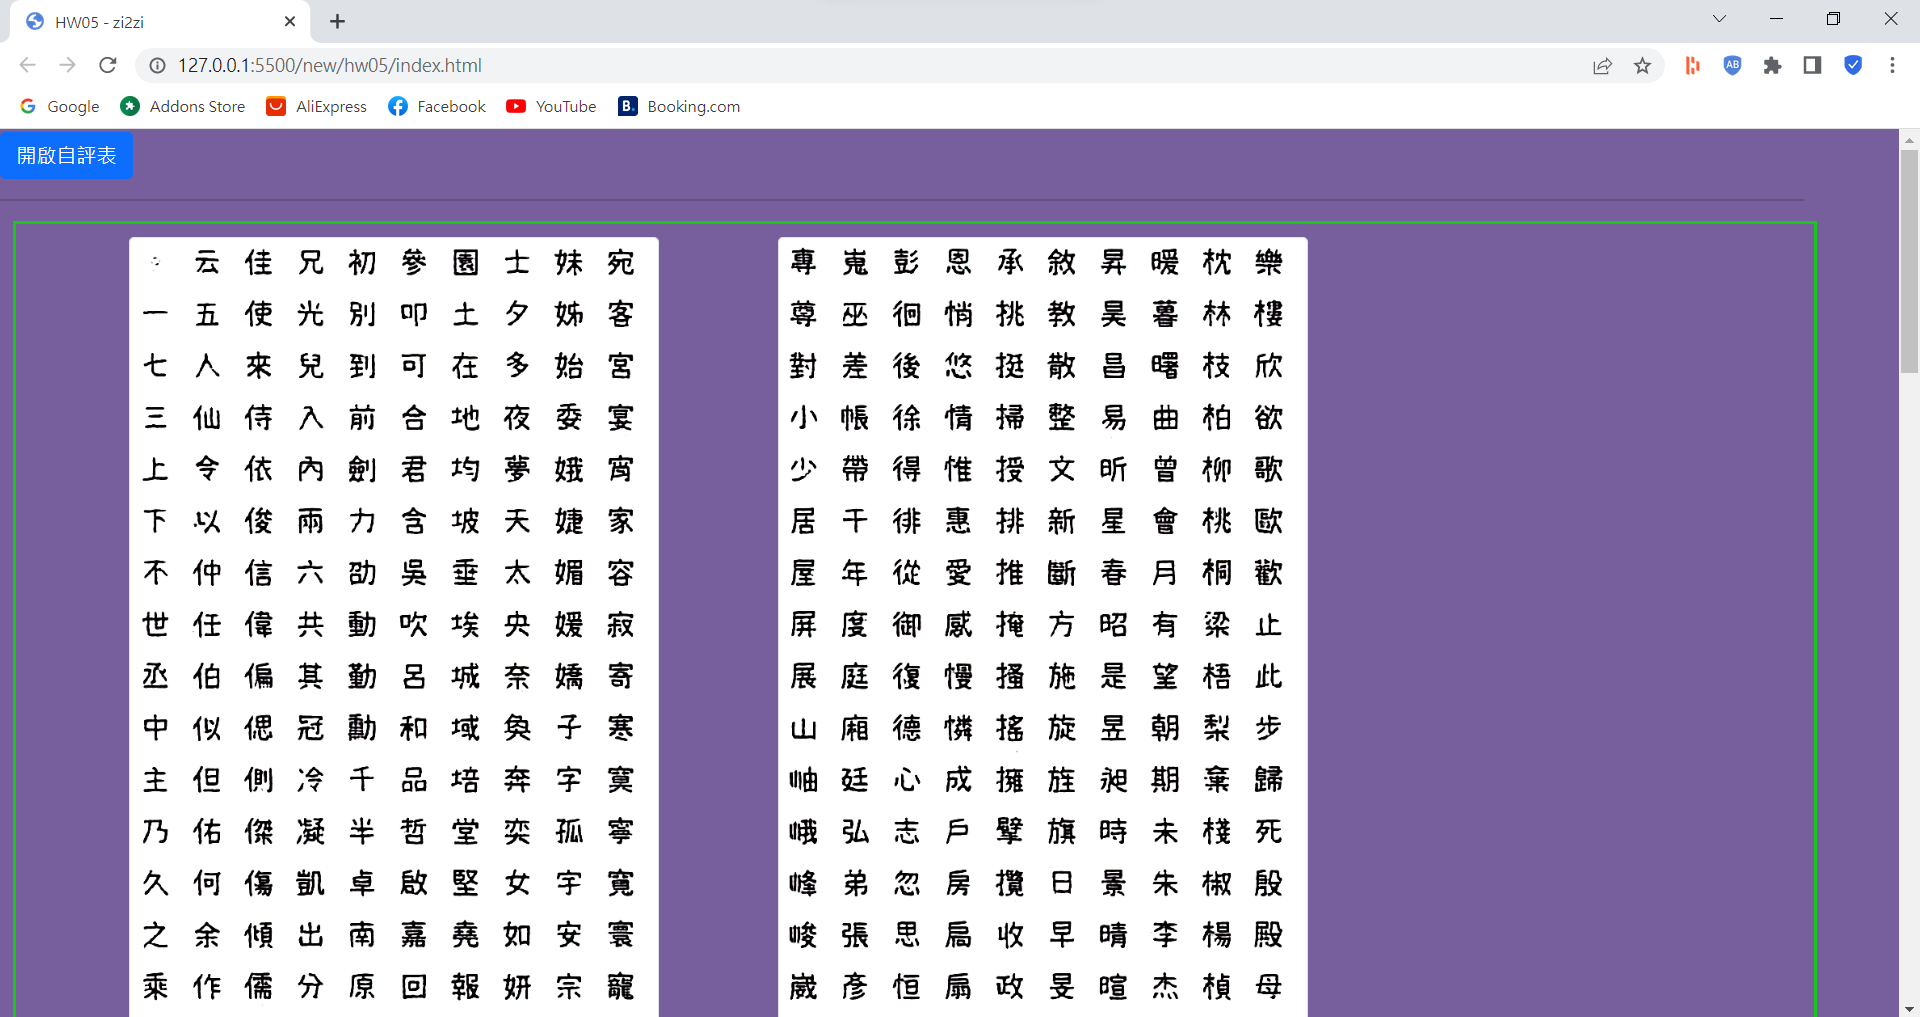 HW05 - zi2zi
127.0.0.1:5500/new/hw05/index.html
Google Addons Store AliExpress Facebook YouTube Booking.com
開啟自評表
云 佳 兄 初 參 園 士 妹 宛
一 五 使 光 別 叩 土 夕 姊 客
七 人 來 兒 到 可 在 多 始 宮
三 仙 侍 入 前 合 地 夜 委 宴
上 令 依 內 劍 君 均 夢 娥 宵
下 以 俊 兩 力 含 坡 天 婕 家
不 仲 信 六 劭 吳 垂 太 媚 容
世 任 偉 共 動 吹 埃 央 媛 寂
丞 伯 偏 其 勤 呂 城 奈 嬌 寄
中 似 偲 冠 勳 和 域 奐 子 寒
主 但 側 冷 千 品 培 奔 字 寞
乃 佑 傑 凝 半 哲 堂 奕 孤 寧
久 何 傷 凱 卓 啟 堅 女 字 寬
之 余 傾 出 南 嘉 堯 如 安 寰
乘 作 儒 分 原 回 報 妍 宗 寵
專 嵬 彭 恩 承 敘 昇 暖 枕 樂
尊 巫 徊 悄 挑 教 昊 暮 林 樓
對 差 後 悠 挺 散 昌 曙 枝 欣
小 帳 徐 情 掃 整 易 曲 柏 欲
少 帶 得 惟 授 文 昕 曾 柳 歌
居 干 徘 惠 排 新 星 會 桃 歐
屋 年 從 愛 推 斷 春 月 桐 歡
屏 度 御 感 掩 方 昭 有 梁 止
展 庭 復 慢 搔 施 是 望 梧 此
山 廂 德 憐 搖 旋 昱 朝 梨 步
岫 廷 心 成 擁 旌 昶 期 棄 歸
峨 弘 志 戶 擘 旗 時 未 棧 死
峰 弟 忽 房 攬 日 景 朱 椒 殷
峻 張 思 扃 收 早 晴 李 楊 殿
崴 彥 恒 扇 政 旻 暄 杰 楨 母